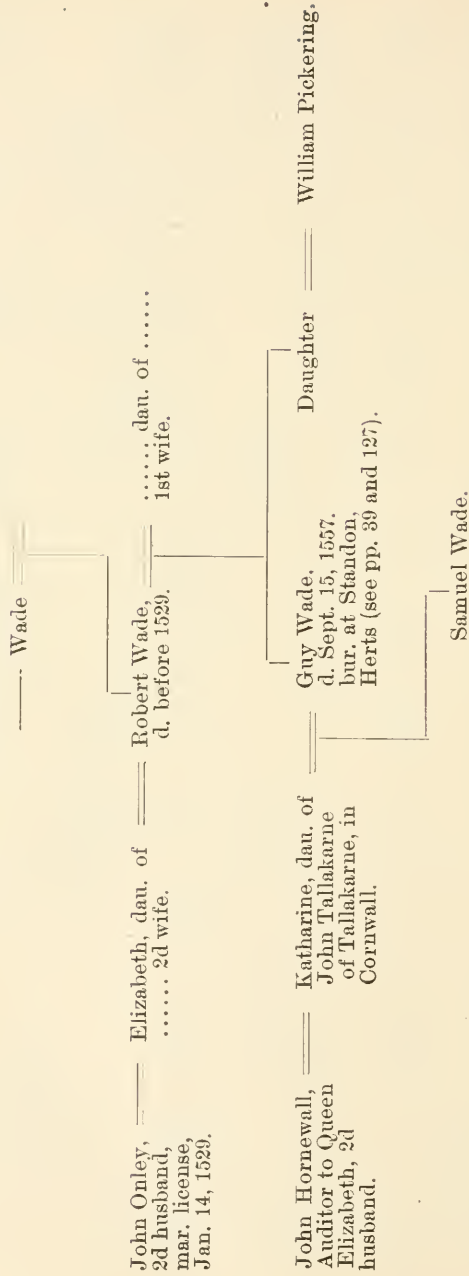 —— Wade
John Onley,
2d husband,
mar. license,
Jan. 14, 1529.
Elizabeth, dau. of
...... 2d wife.
Robert Wade,
d. before 1529.
...... dau. of ......
1st wife.
John Hornewall,
Auditor to Queen
Elizabeth, 2d
husband.
Katharine, dau. of
John Tallakarne
of Tallakarne, in
Cornwall.
Guy Wade,
d. Sept. 15, 1557.
bur. at Standon,
Herts (see pp. 39 and 127).
Daughter
William Pickering,
Samuel Wade.